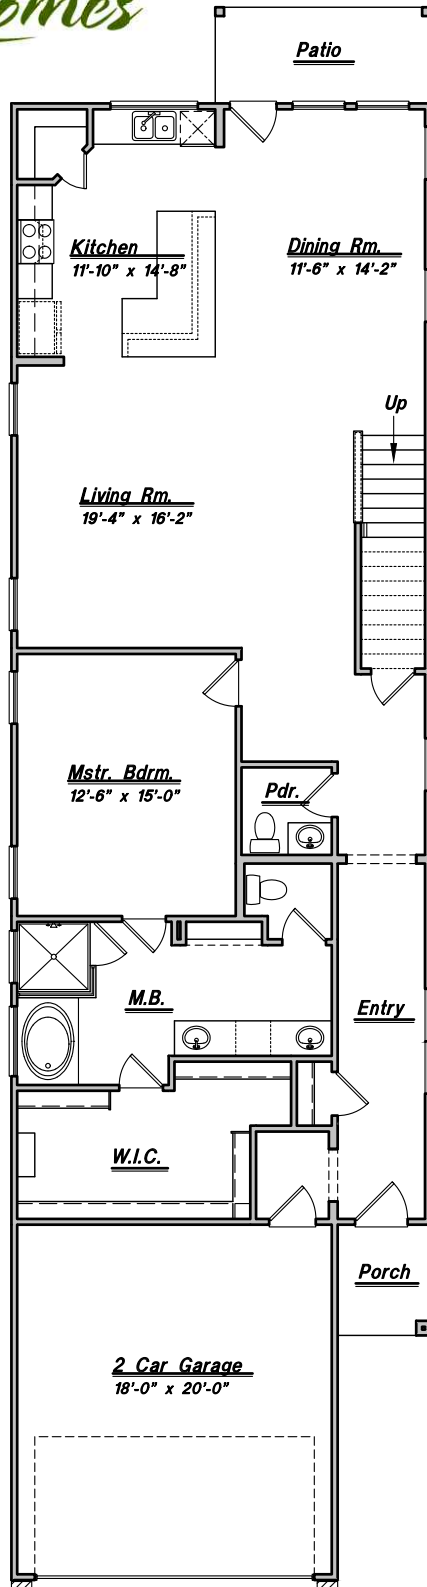 omes
Patio
Kitchen
11'-10" x 14'-8"
Dining Rm.
11'-6" x 14'-2"
Up
Living Rm.
19'-4" x 16'-2"
Mstr. Bdrm.
12'-6" x 15'-0"
Pdr.
M.B.
Entry
W.I.C.
Porch
2 Car Garage
18'-0" x 20'-0"